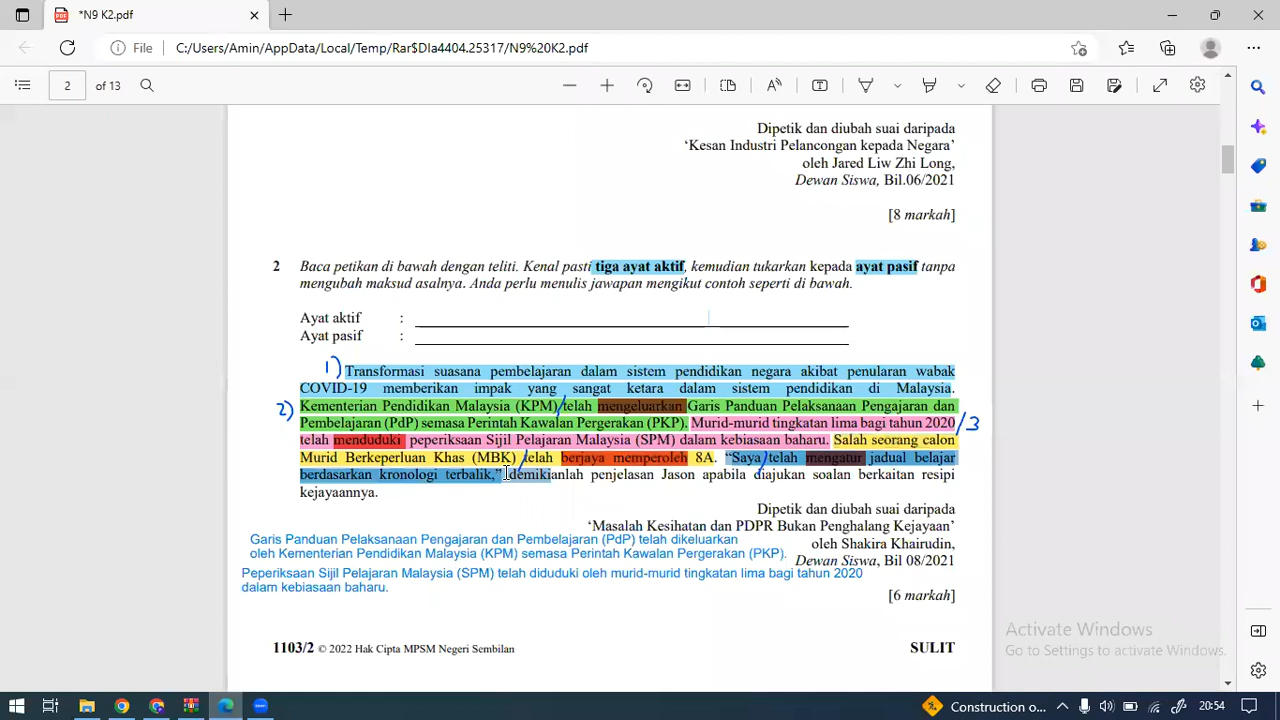 *N9 K2.pdf
File
C:/Users/Amin/AppData/Local/Temp/Rar$DIa4404.25317/N9%20K2.pdf
2 of 13
Dipetik dan diubah suai daripada
‘Kesan Industri Pelancongan kepada Negara’
oleh Jared Liw Zhi Long,
Dewan Siswa, Bil.06/2021
[8 markah]
2 Baca petikan di bawah dengan teliti. Kenal pasti tiga ayat aktif, kemudian tukarkan kepada ayat pasif tanpa
mengubah maksud asalnya. Anda perlu menulis jawapan mengikut contoh seperti di bawah.
Ayat aktif :
Ayat pasif :
1) Transformasi suasana pembelajaran dalam sistem pendidikan negara akibat penularan wabak
COVID-19 memberikan impak yang sangat ketara dalam sistem pendidikan di Malaysia.
2) Kementerian Pendidikan Malaysia (KPM) / telah mengeluarkan Garis Panduan Pelaksanaan Pengajaran dan
Pembelajaran (PdP) semasa Perintah Kawalan Pergerakan (PKP). Murid-murid tingkatan lima bagi tahun 2020 / 3
telah menduduki peperiksaan Sijil Pelajaran Malaysia (SPM) dalam kebiasaan baharu. Salah seorang calon
Murid Berkeperluan Khas (MBK) / telah berjaya memperoleh 8A. “Saya / telah mengatur jadual belajar
berdasarkan kronologi terbalik,” demikianlah penjelasan Jason apabila diajukan soalan berkaitan resipi
kejayaannya.
Dipetik dan diubah suai daripada
‘Masalah Kesihatan dan PDPR Bukan Penghalang Kejayaan’
oleh Shakira Khairudin,
Dewan Siswa, Bil 08/2021
Garis Panduan Pelaksanaan Pengajaran dan Pembelajaran (PdP) telah dikeluarkan
oleh Kementerian Pendidikan Malaysia (KPM) semasa Perintah Kawalan Pergerakan (PKP).
Peperiksaan Sijil Pelajaran Malaysia (SPM) telah diduduki oleh murid-murid tingkatan lima bagi tahun 2020
dalam kebiasaan baharu.
[6 markah]
1103/2 © 2022 Hak Cipta MPSM Negeri Sembilan
SULIT
Activate Windows
Go to Settings to activate Windows.
Construction o...
20:54